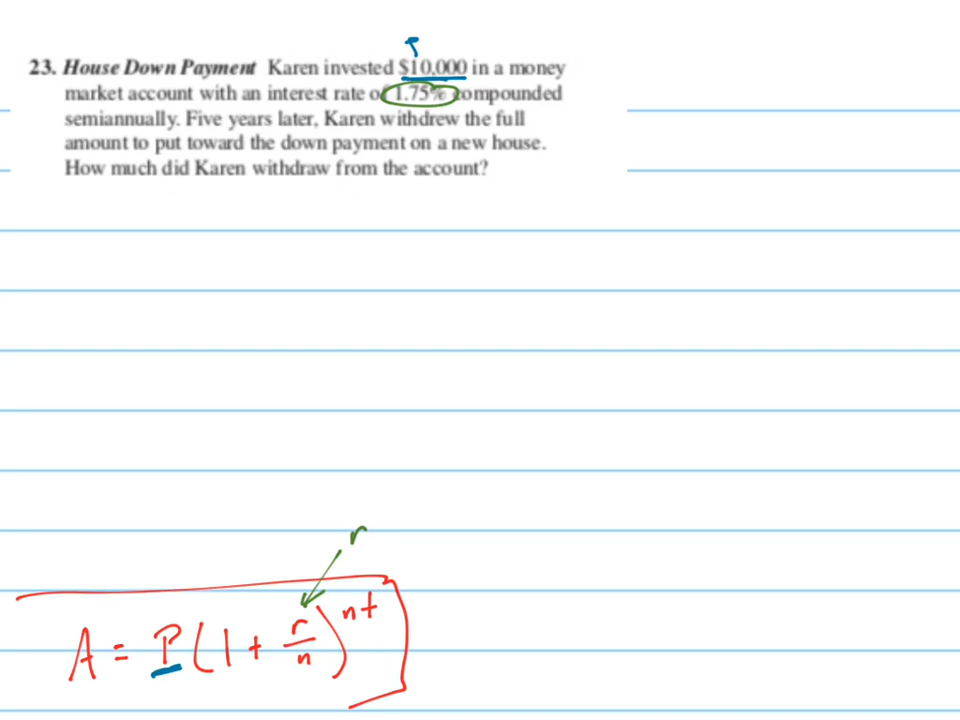 23. House Down Payment Karen invested $10,000 in a money
market account with an interest rate of 1.75% compounded
semiannually. Five years later, Karen withdrew the full
amount to put toward the down payment on a new house.
How much did Karen withdraw from the account?
r
A = P(1 + r/n)^nt